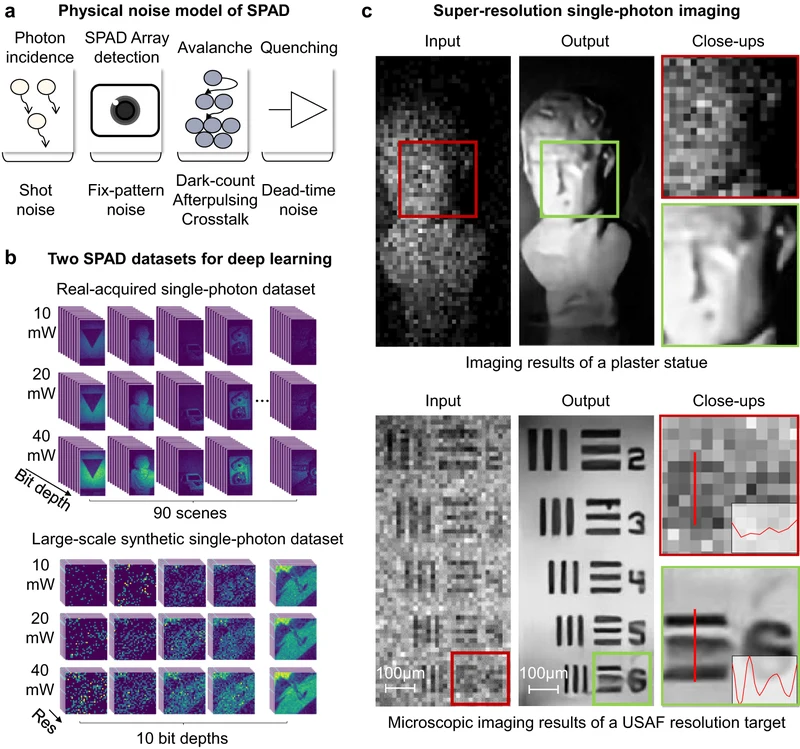 a
Physical noise model of SPAD
Photon
incidence
SPAD Array
detection
Avalanche
Quenching
Shot
noise
Fix-pattern
noise
Dark-count
Afterpulsing
Crosstalk
Dead-time
noise
b
Two SPAD datasets for deep learning
Real-acquired single-photon dataset
10
mW
20
mW
...
40
mW
Bit depth
90 scenes
Large-scale synthetic single-photon dataset
10
mW
20
mW
40
mW
Res
10 bit depths
c
Super-resolution single-photon imaging
Input
Output
Close-ups
Imaging results of a plaster statue
Input
Output
Close-ups
2
2
3
3
4
4
5
5
6
100µm
100µm
Microscopic imaging results of a USAF resolution target